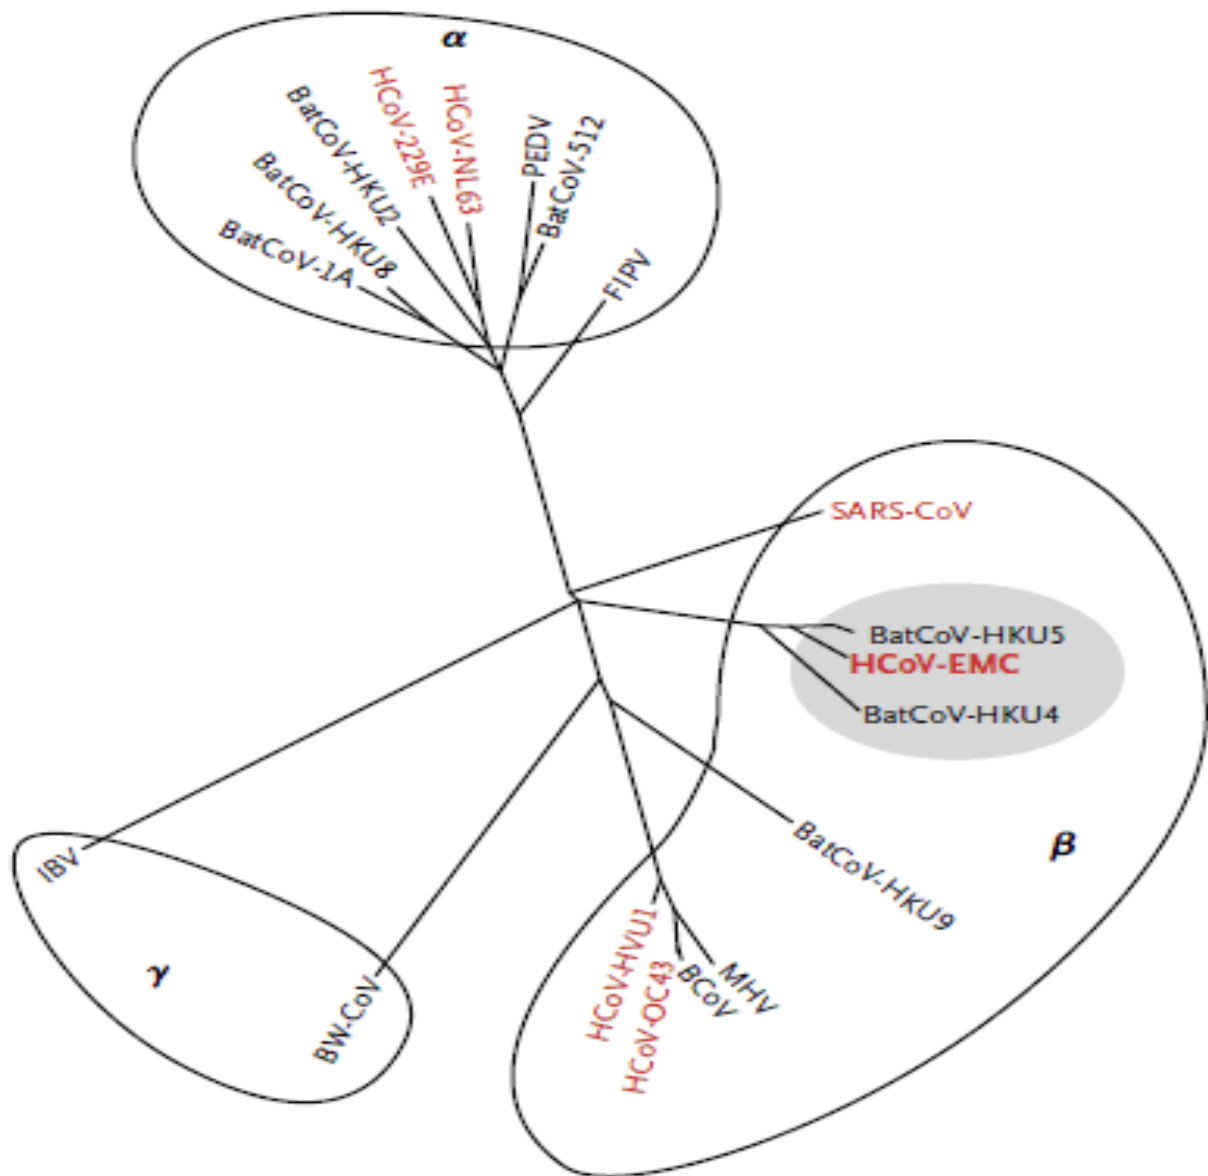 α
BatCoV-1A
BatCoV-HKU8
BatCoV-HKU2
HCoV-229E
HCoV-NL63
PEDV
BatCoV-512
FIPV
SARS-CoV
BatCoV-HKU5
HCoV-EMC
BatCoV-HKU4
β
BatCoV-HKU9
MHV
BCoV
HCoV-OC43
HCoV-HVU1
IBV
γ
BW-CoV